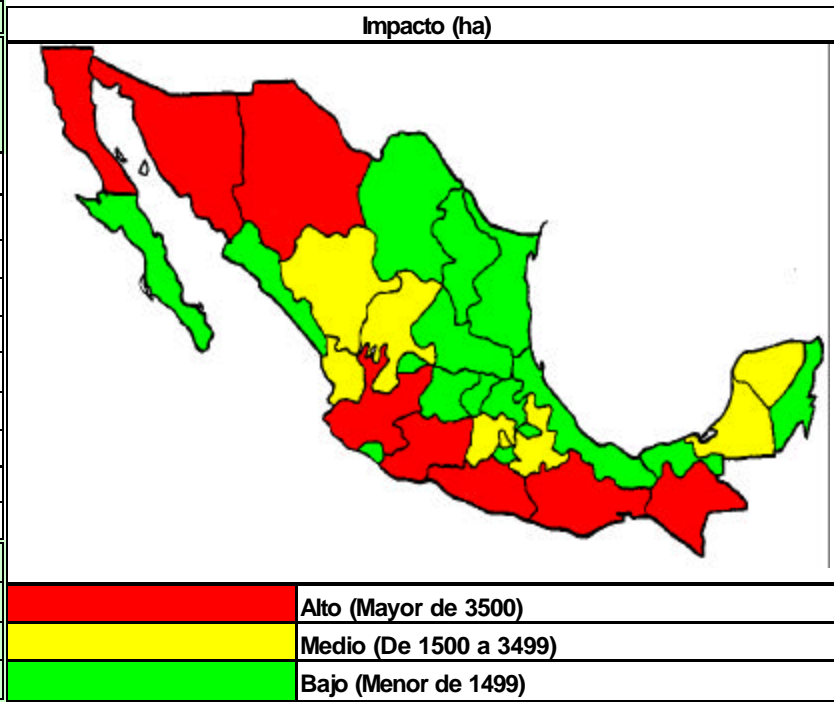 Impacto (ha)
Alto (Mayor de 3500)
Medio (De 1500 a 3499)
Bajo (Menor de 1499)